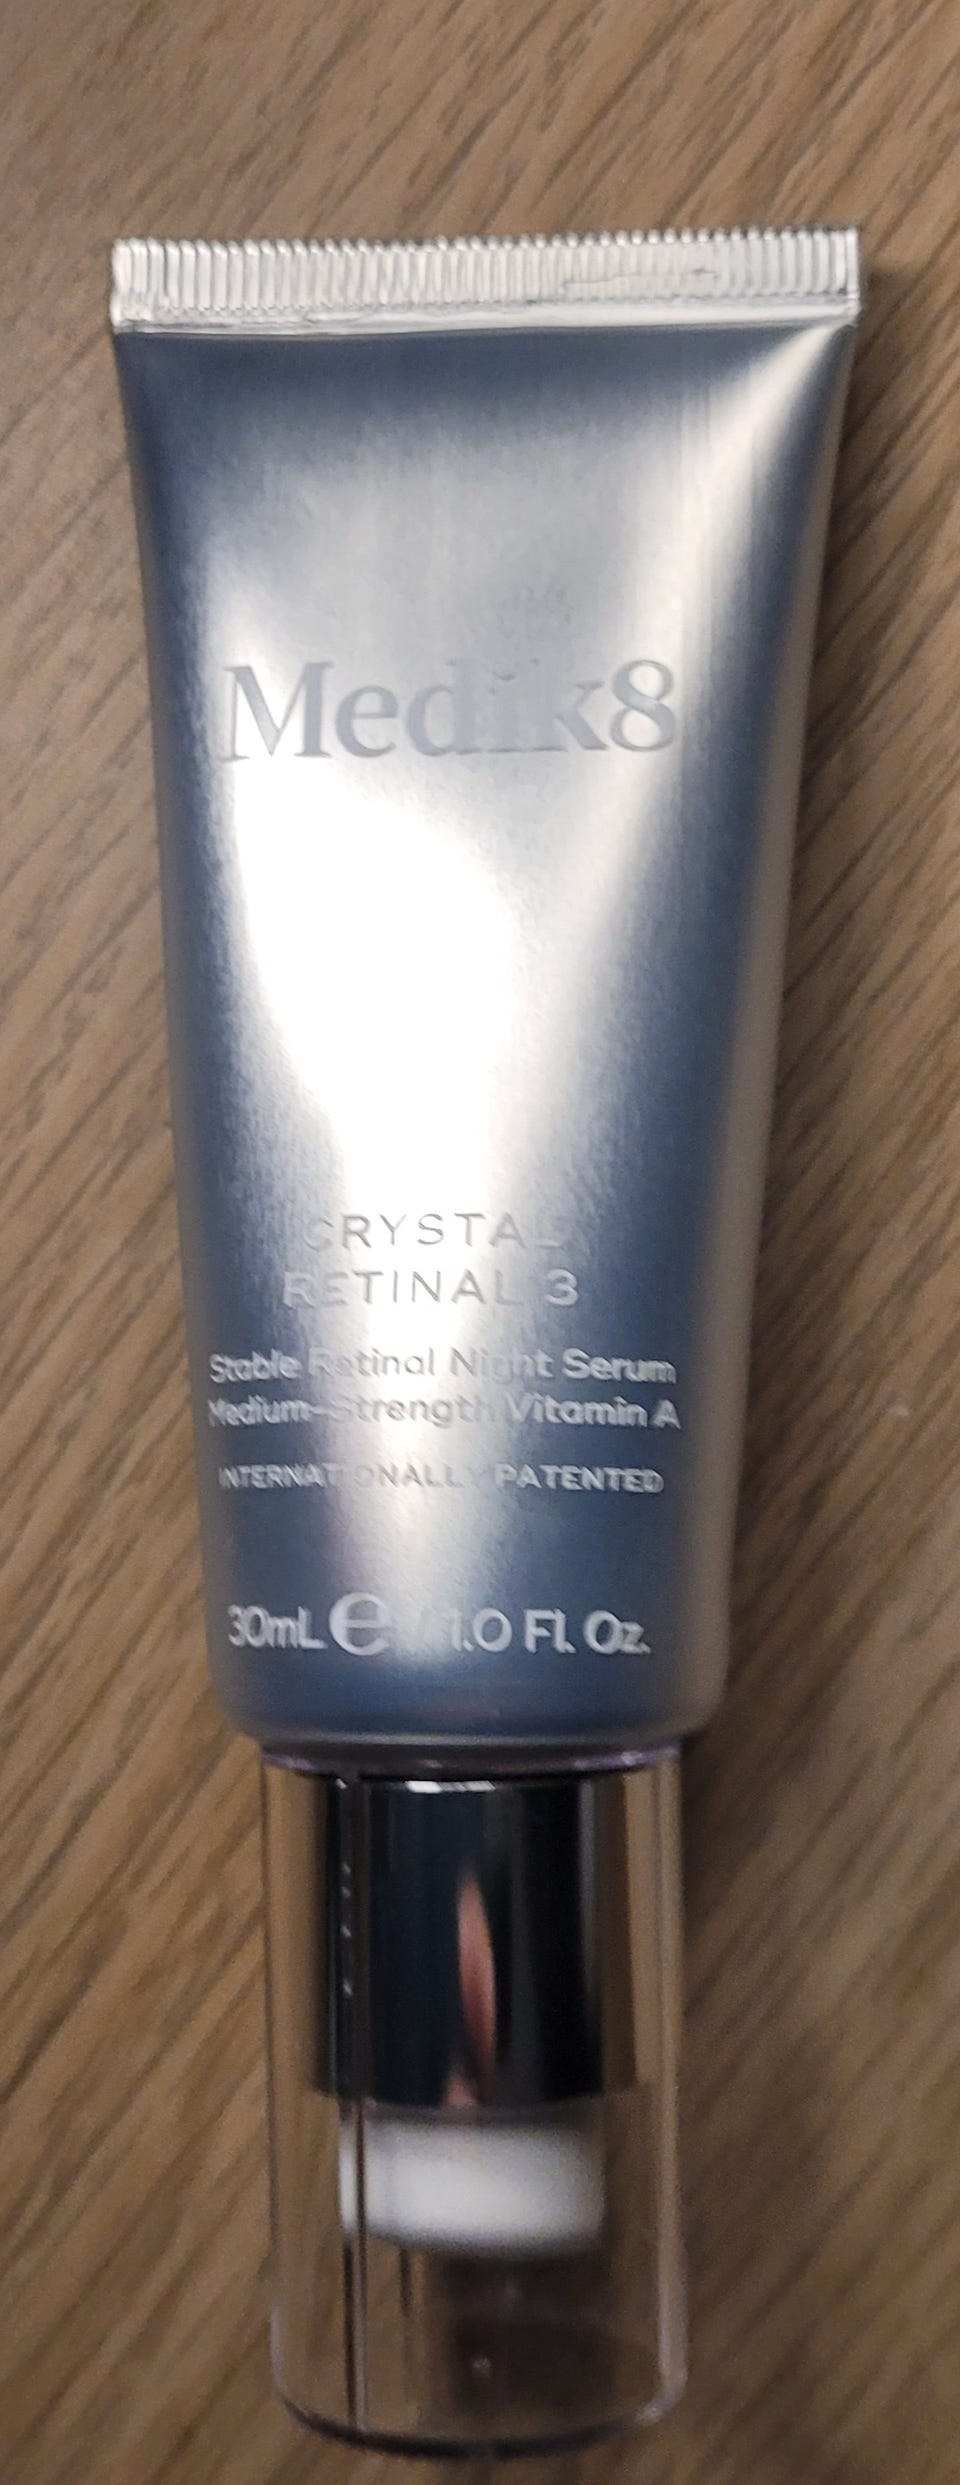 Medik8
CRYSTAL
RETINAL 3
Stable Retinal Night Serum
Medium-Strength Vitamin A
INTERNATIONALLY PATENTED
30mL ℮ / 1.0 Fl. Oz.